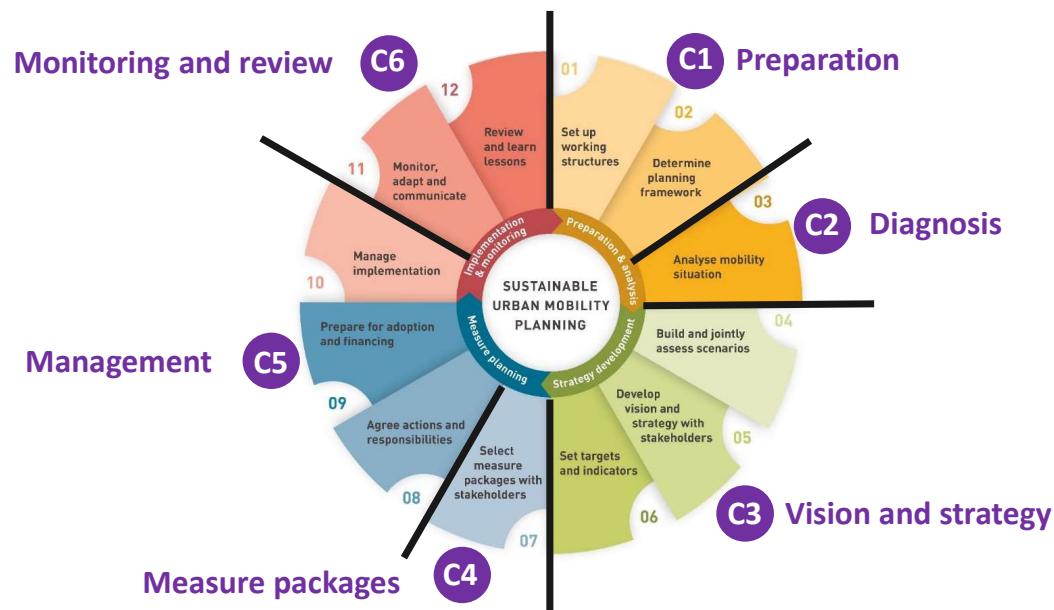 C1 Preparation
01
Set up
working
structures
02
Determine
planning
framework
03
C2 Diagnosis
Analyse mobility
situation
04
Build and jointly
assess scenarios
05
Develop
vision and
strategy with
stakeholders
C3 Vision and strategy
06
Set targets
and indicators
07
Select
measure
packages with
stakeholders
C4
Measure packages
08
Agree actions and
responsibilities
09
Prepare for adoption
and financing
Management C5
10
Manage
implementation
11
Monitor,
adapt and
communicate
Monitoring and review C6
12
Review
and learn
lessons
Preparation & analysis
Strategy development
Measure planning
Implementation
& monitoring
SUSTAINABLE
URBAN MOBILITY
PLANNING